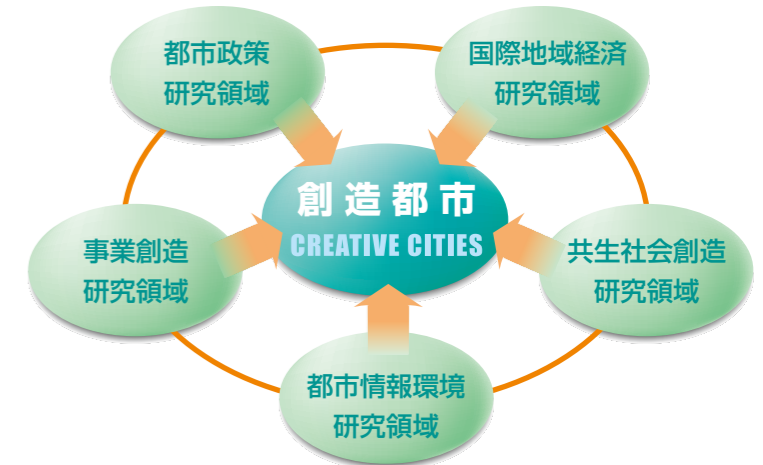 都市政策
研究領域
国際地域経済
研究領域
創造都市
CREATIVE CITIES
事業創造
研究領域
共生社会創造
研究領域
都市情報環境
研究領域